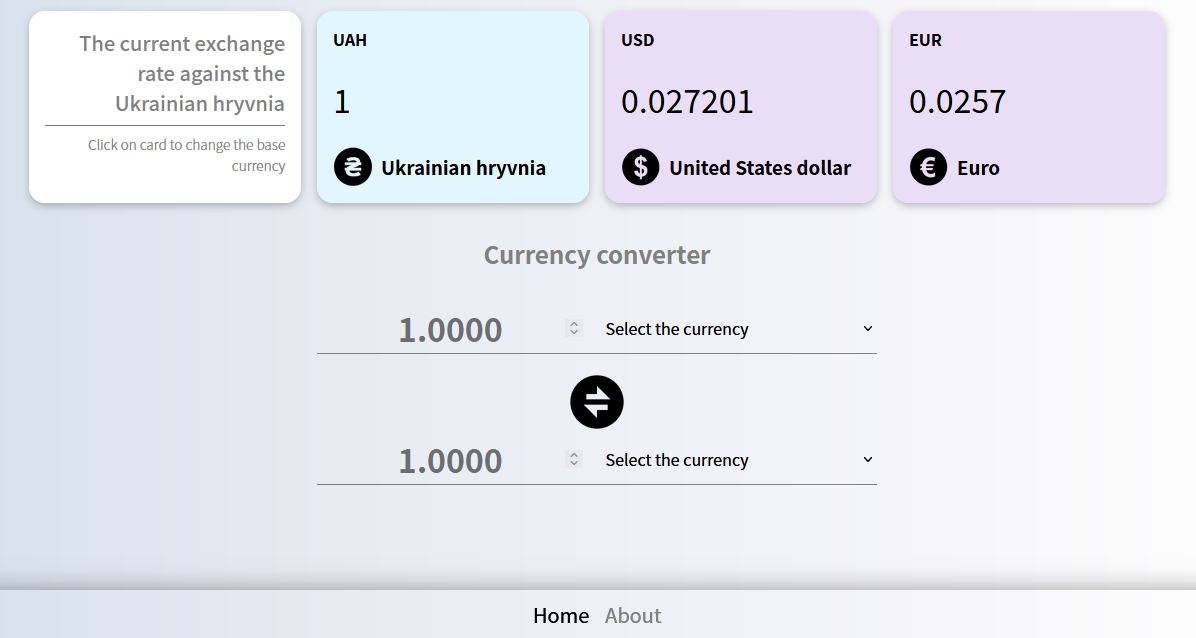 The current exchange
rate against the
Ukrainian hryvnia
Click on card to change the base
currency
UAH
1
₴ Ukrainian hryvnia
USD
0.027201
$ United States dollar
EUR
0.0257
€ Euro
Currency converter
1.0000 Select the currency
1.0000 Select the currency
Home About